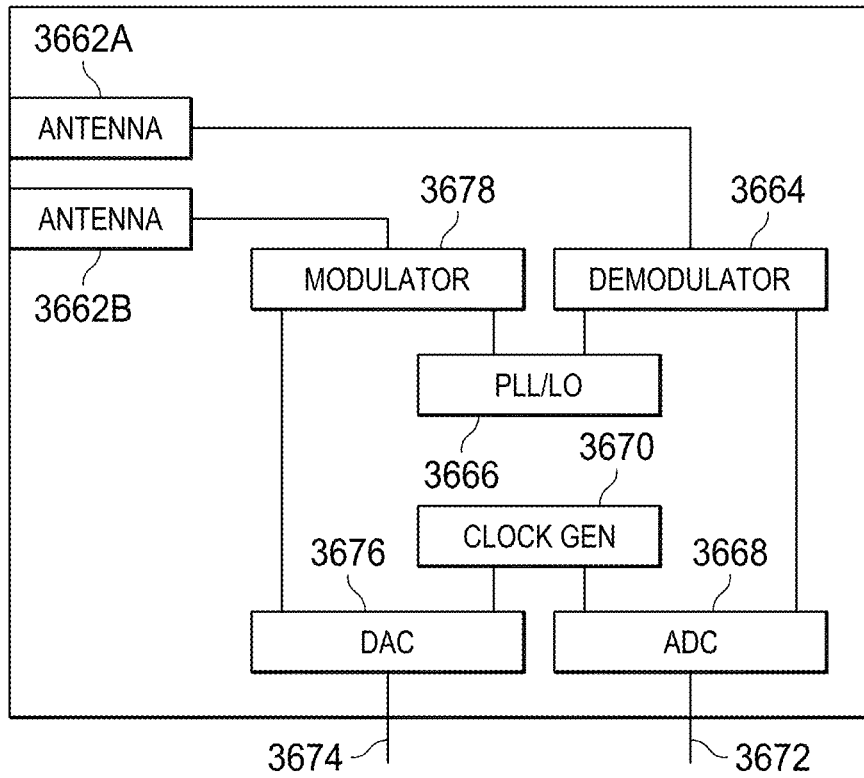 3662A
ANTENNA
ANTENNA
3662B
3678
MODULATOR
3664
DEMODULATOR
PLL/LO
3666
3670
CLOCK GEN
3676
DAC
3668
ADC
3674
3672